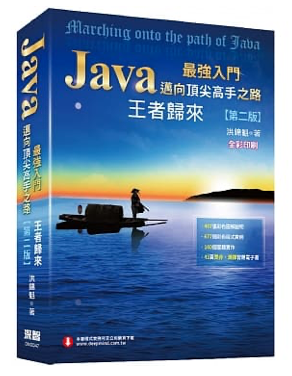 Marching onto the path of Java
Java
最強入門
邁向頂尖高手之路
王者歸來
【第二版】
洪錦魁◎著
全彩印刷
www.deepmind.com.tw
Java
最強入門
邁向頂尖高手之路
王者歸來
【第二版】
洪錦魁◎著